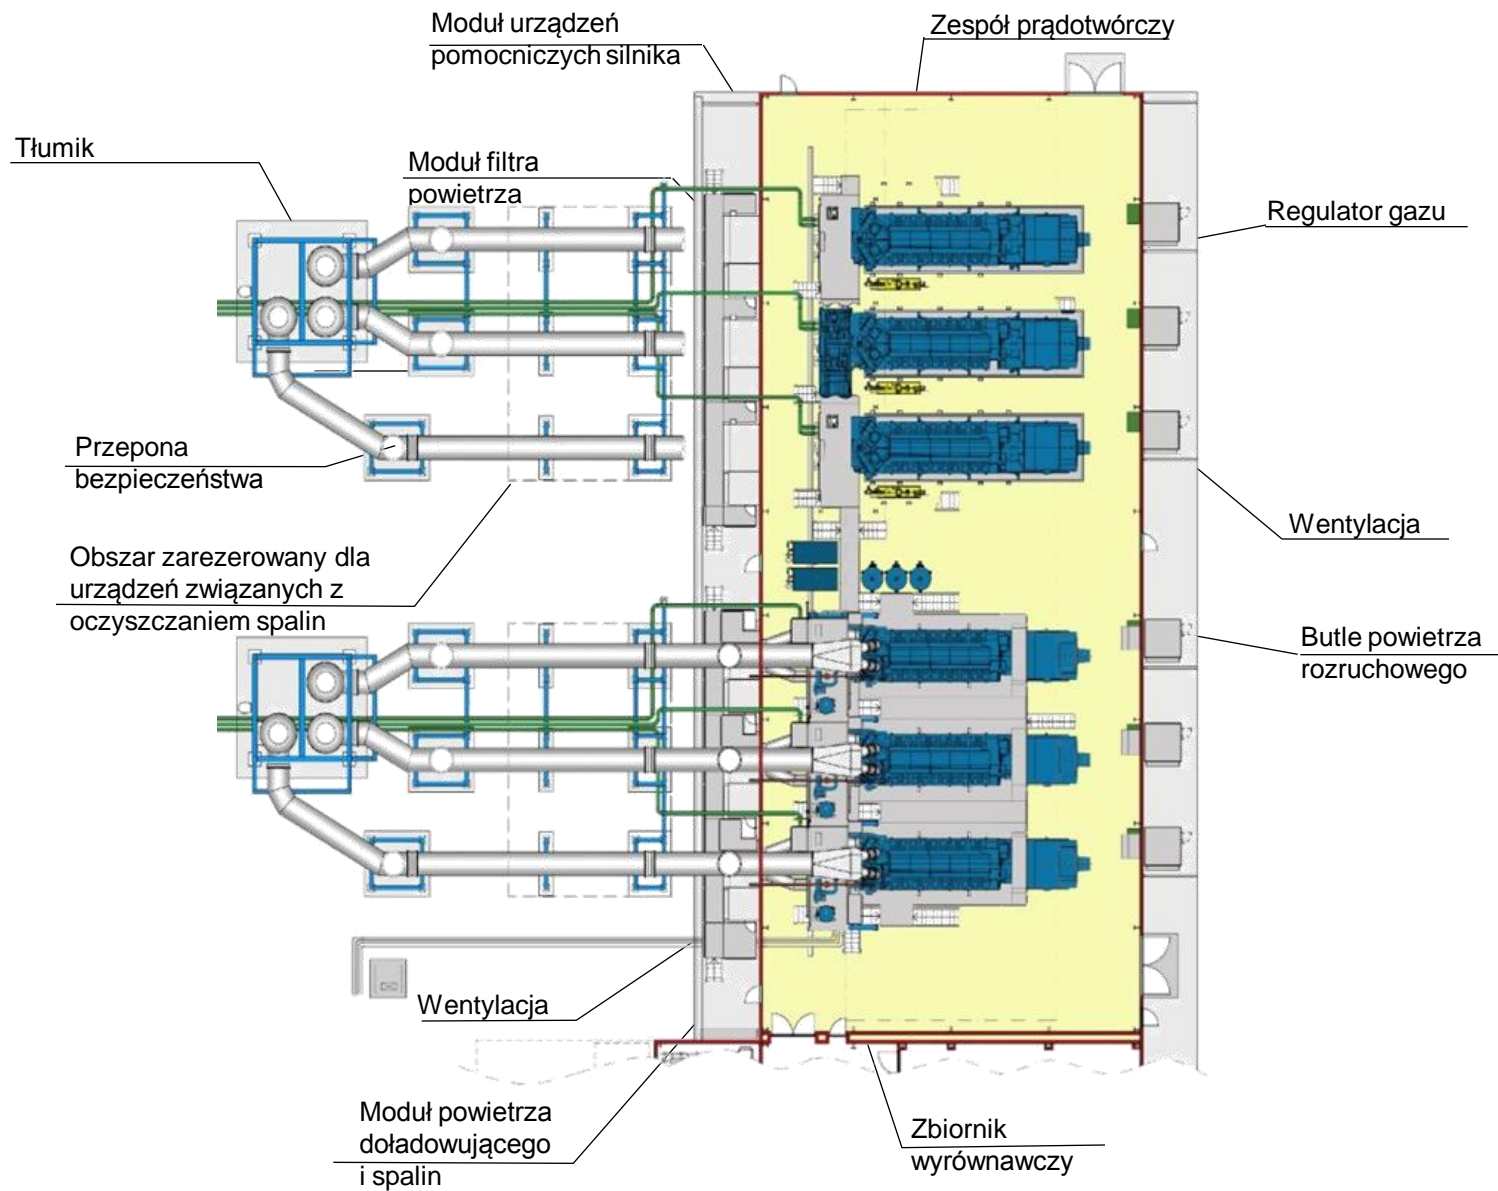 Moduł urządzeń
pomocniczych silnika
Zespół prądotwórczy
Tłumik
Moduł filtra
powietrza
Regulator gazu
Przepona
bezpieczeństwa
Wentylacja
Obszar zarezerowany dla
urządzeń związanych z
oczyszczaniem spalin
Butle powietrza
rozruchowego
Wentylacja
Moduł powietrza
doładowującego
i spalin
Zbiornik
wyrównawczy